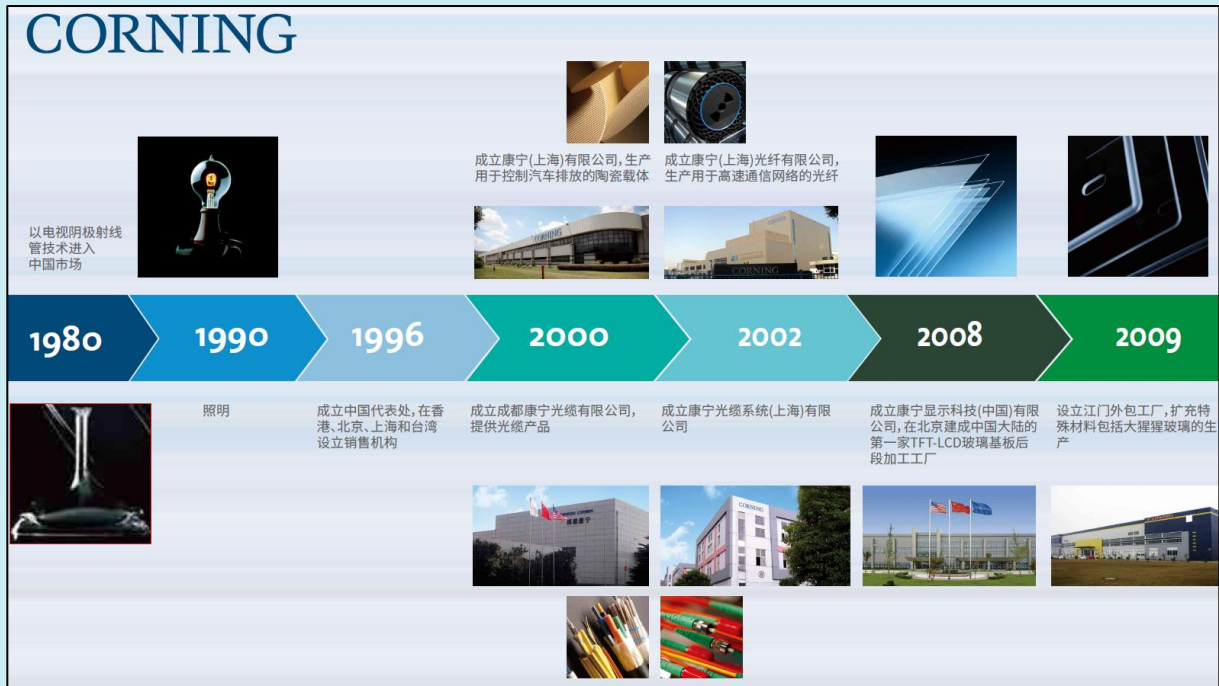 CORNING
成立康宁(上海)有限公司,生产
用于控制汽车排放的陶瓷载体
成立康宁(上海)光纤有限公司,
生产用于高速通信网络的光纤
以电视阴极射线
管技术进入
中国市场
CORNING
CORNING
1980
1990
1996
2000
2002
2008
2009
照明
成立中国代表处,在香
港、北京、上海和台湾
设立销售机构
成立成都康宁光缆有限公司,
提供光缆产品
成立康宁光缆系统(上海)有限
公司
成立康宁显示科技(中国)有限
公司,在北京建成中国大陆的
第一家TFT-LCD玻璃基板后
段加工工厂
设立江门外包工厂,扩充特
殊材料包括大猩猩玻璃的生
产
CORNING